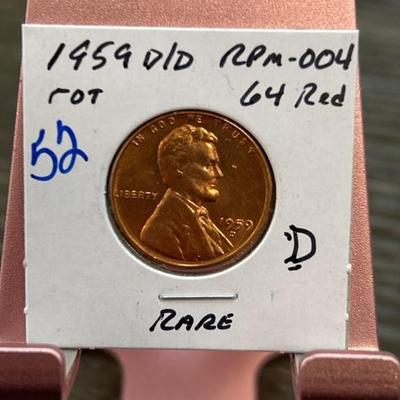 1959 D/D RPM-004
rot 64 Red
52
IN GOD WE TRUST
LIBERTY
1959
D
D
RARE